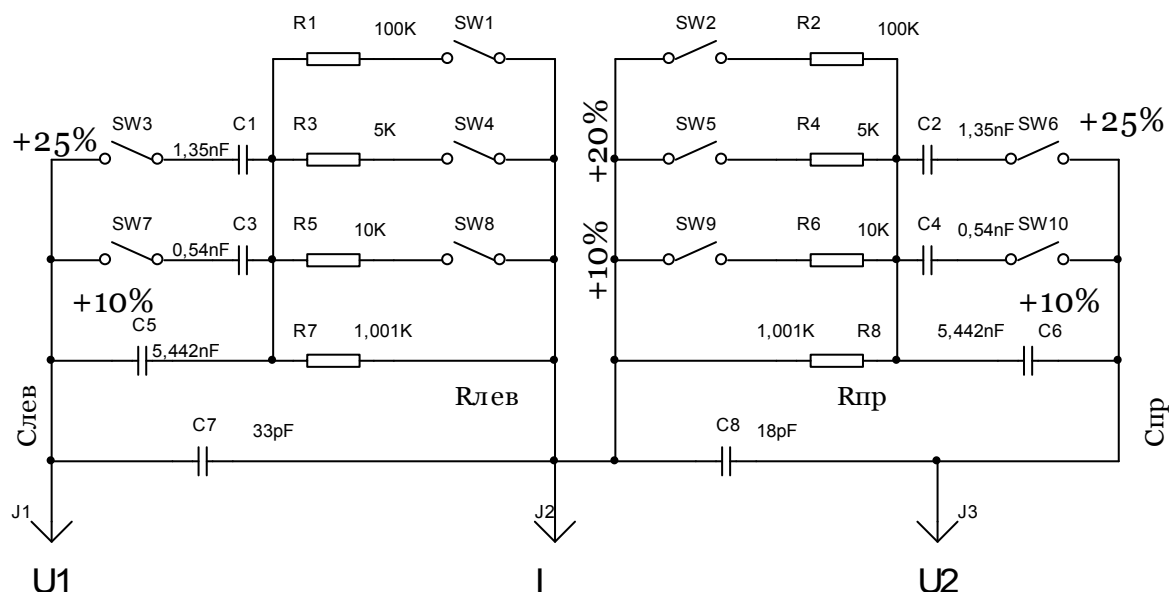 R1 100K SW1 SW2 R2 100K
+25% SW3 C1 R3 5K SW4 +20% SW5 R4 5K C2 1,35nF SW6 +25%
1,35nF
SW7 C3 R5 10K SW8 +10% SW9 R6 10K C4 0,54nF SW10
0,54nF
+10% +10%
C5 5,442nF R7 1,001K 1,001K R8 5,442nF C6
Cлев Rлев Rпр Cпр
C7 33pF C8 18pF
J1 J2 J3
U1 I U2